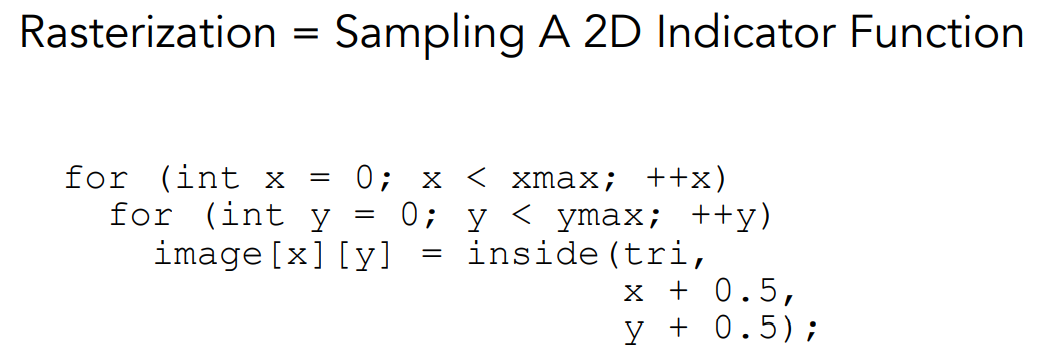 Rasterization = Sampling A 2D Indicator Function
for (int x = 0; x < xmax; ++x)
for (int y = 0; y < ymax; ++y)
image[x][y] = inside(tri,
x + 0.5,
y + 0.5);